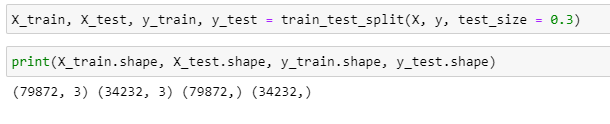 X_train, X_test, y_train, y_test = train_test_split(X, y, test_size = 0.3)
print(X_train.shape, X_test.shape, y_train.shape, y_test.shape)
(79872, 3) (34232, 3) (79872,) (34232,)